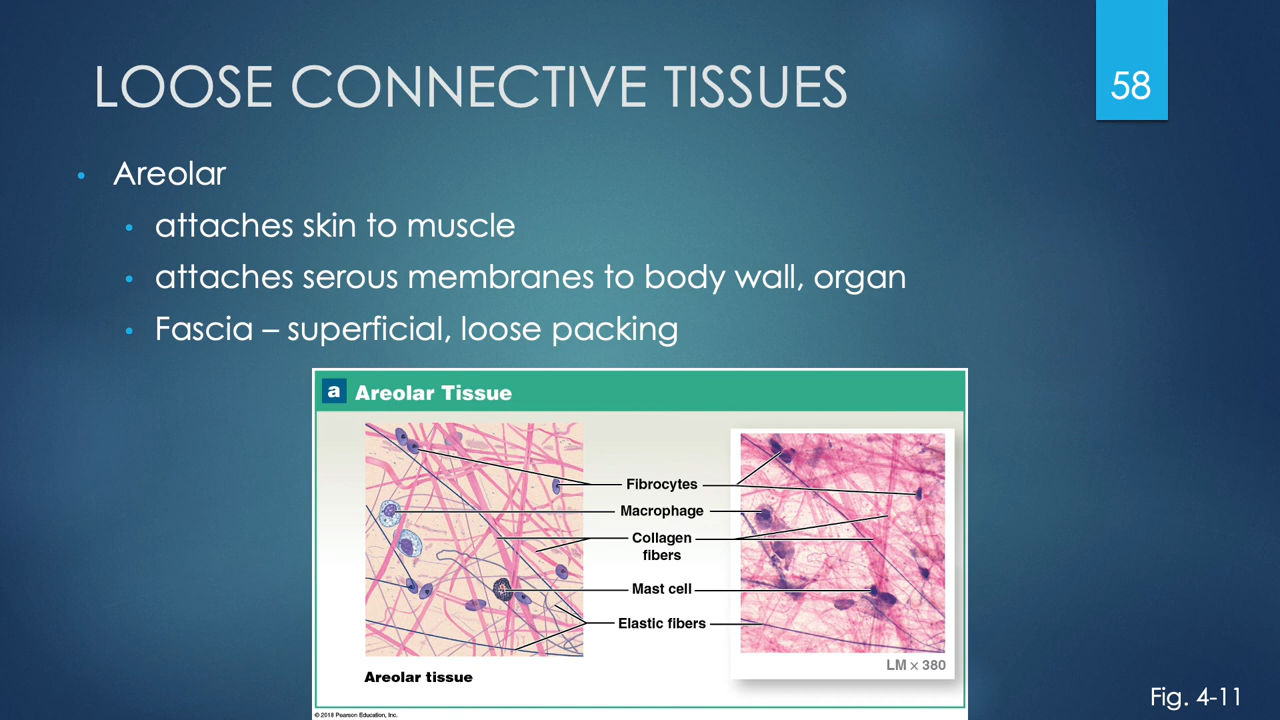 LOOSE CONNECTIVE TISSUES
58
• Areolar
• attaches skin to muscle
• attaches serous membranes to body wall, organ
• Fascia – superficial, loose packing
a Areolar Tissue
Fibrocytes
Macrophage
Collagen
fibers
Mast cell
Elastic fibers
LM × 380
Areolar tissue
© 2018 Pearson Education, Inc.
Fig. 4-11